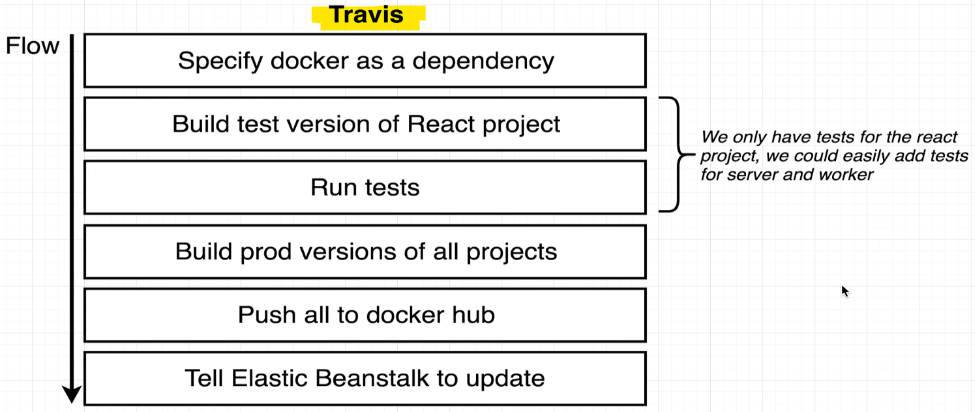 Travis
Flow
Specify docker as a dependency
Build test version of React project
Run tests
We only have tests for the react
project, we could easily add tests
for server and worker
Build prod versions of all projects
Push all to docker hub
Tell Elastic Beanstalk to update